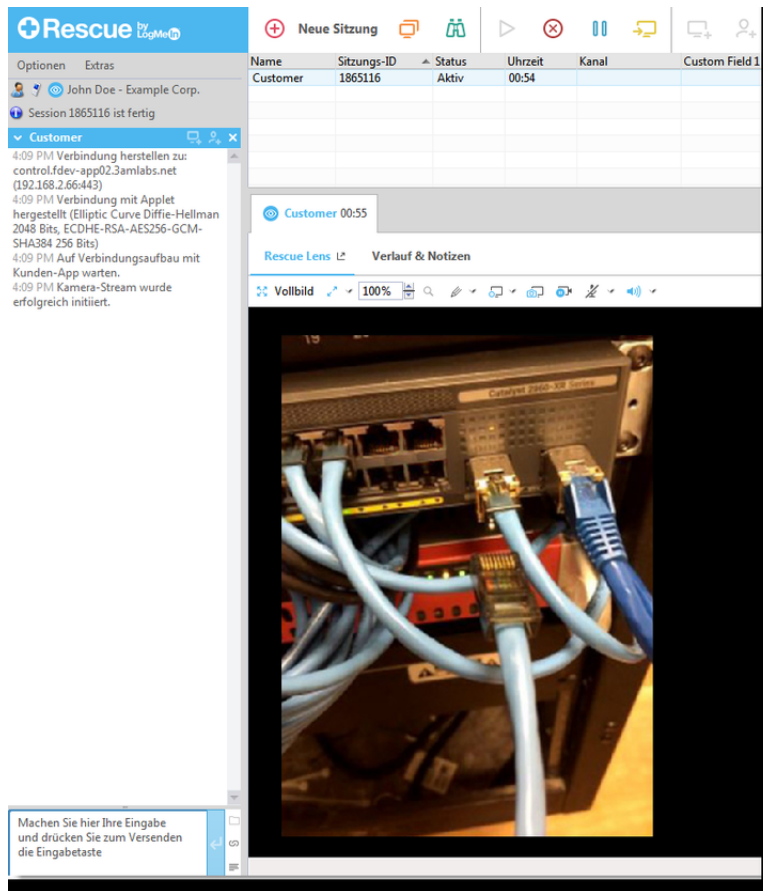 Rescue by LogMeIn
Neue Sitzung
Optionen Extras
John Doe - Example Corp.
Session 1865116 ist fertig
Customer
4:09 PM Verbindung herstellen zu:
control.fdev-app02.3amlabs.net
(192.168.2.66:443)
4:09 PM Verbindung mit Applet
hergestellt (Elliptic Curve Diffie-Hellman
2048 Bits, ECDHE-RSA-AES256-GCM-
SHA384 256 Bits)
4:09 PM Auf Verbindungsaufbau mit
Kunden-App warten.
4:09 PM Kamera-Stream wurde
erfolgreich initiiert.
Machen Sie hier Ihre Eingabe
und drücken Sie zum Versenden
die Eingabetaste
Name Sitzungs-ID Status Uhrzeit Kanal Custom Field 1
Customer 1865116 Aktiv 00:54
Customer 00:55
Rescue Lens Verlauf & Notizen
Vollbild 100%
19
Catalyst 2960-XR Series